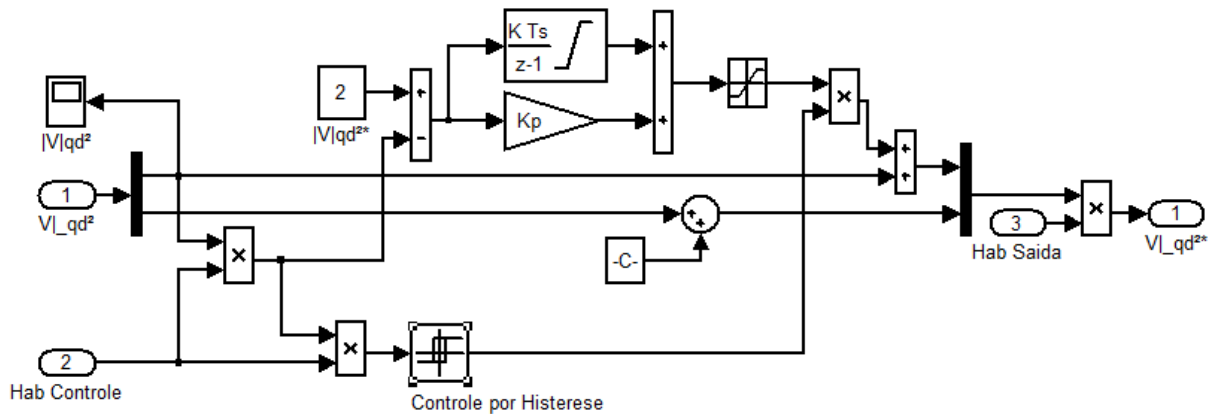 K Ts
z-1
2
|V|qd²*
+
-
Kp
+
+
×
|V|qd²
1
V|_qd²
+
+
+
+
-C-
3
Hab Saida
×
1
V|_qd²*
×
2
Hab Controle
×
Controle por Histerese